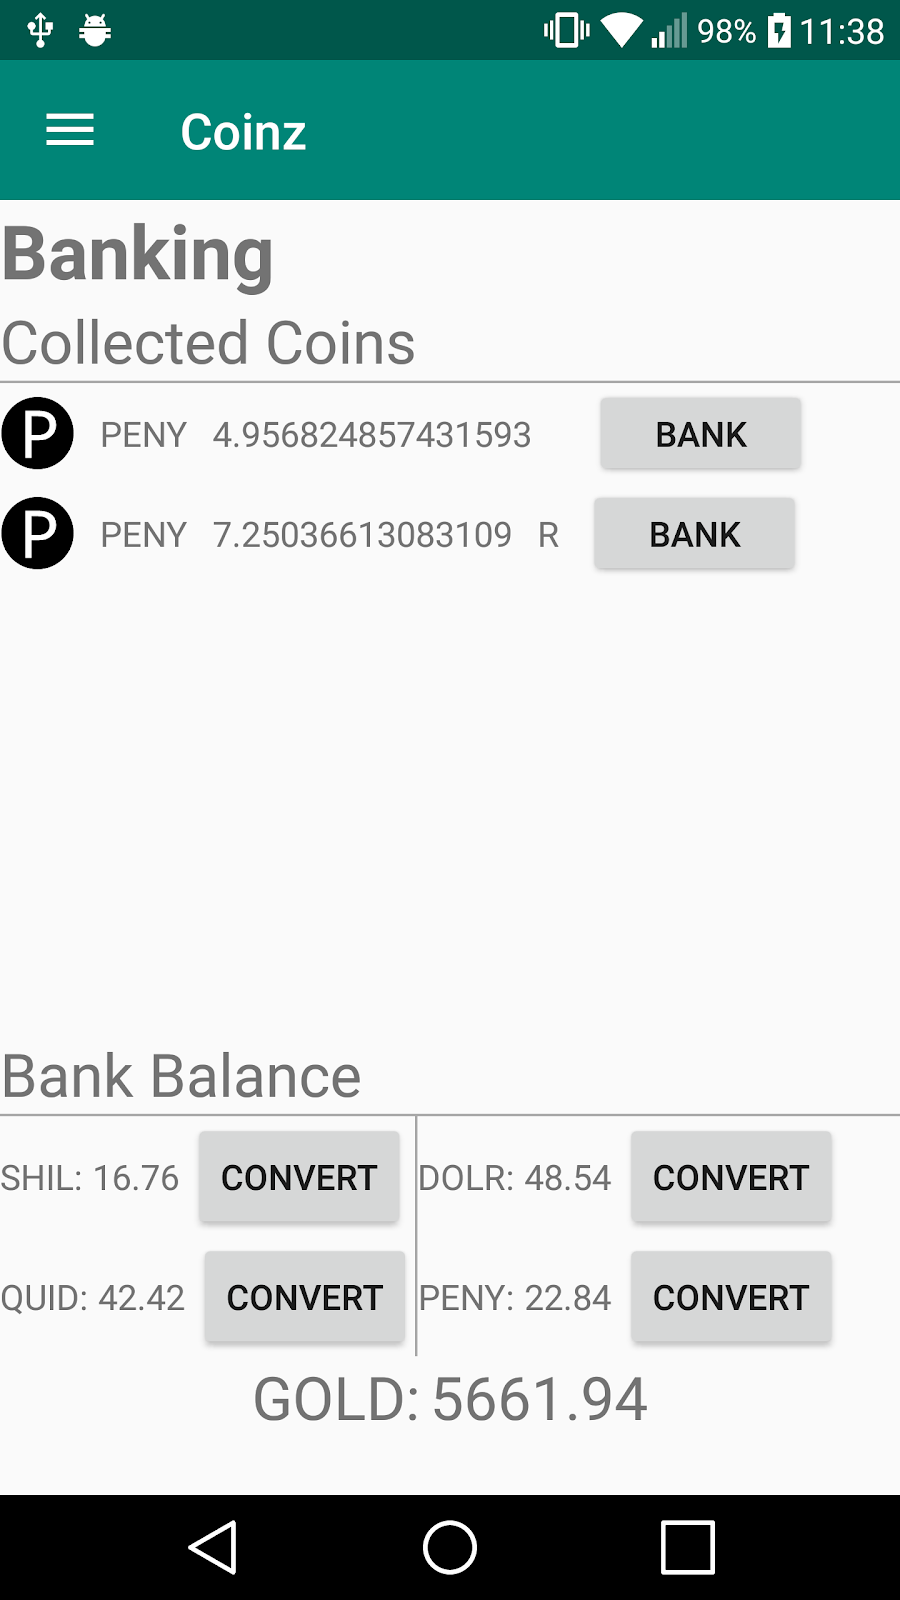 98% 11:38
Coinz
Banking
Collected Coins
P PENY 4.956824857431593 BANK
P PENY 7.25036613083109 R BANK
Bank Balance
SHIL: 16.76 CONVERT DOLR: 48.54 CONVERT
QUID: 42.42 CONVERT PENY: 22.84 CONVERT
GOLD: 5661.94